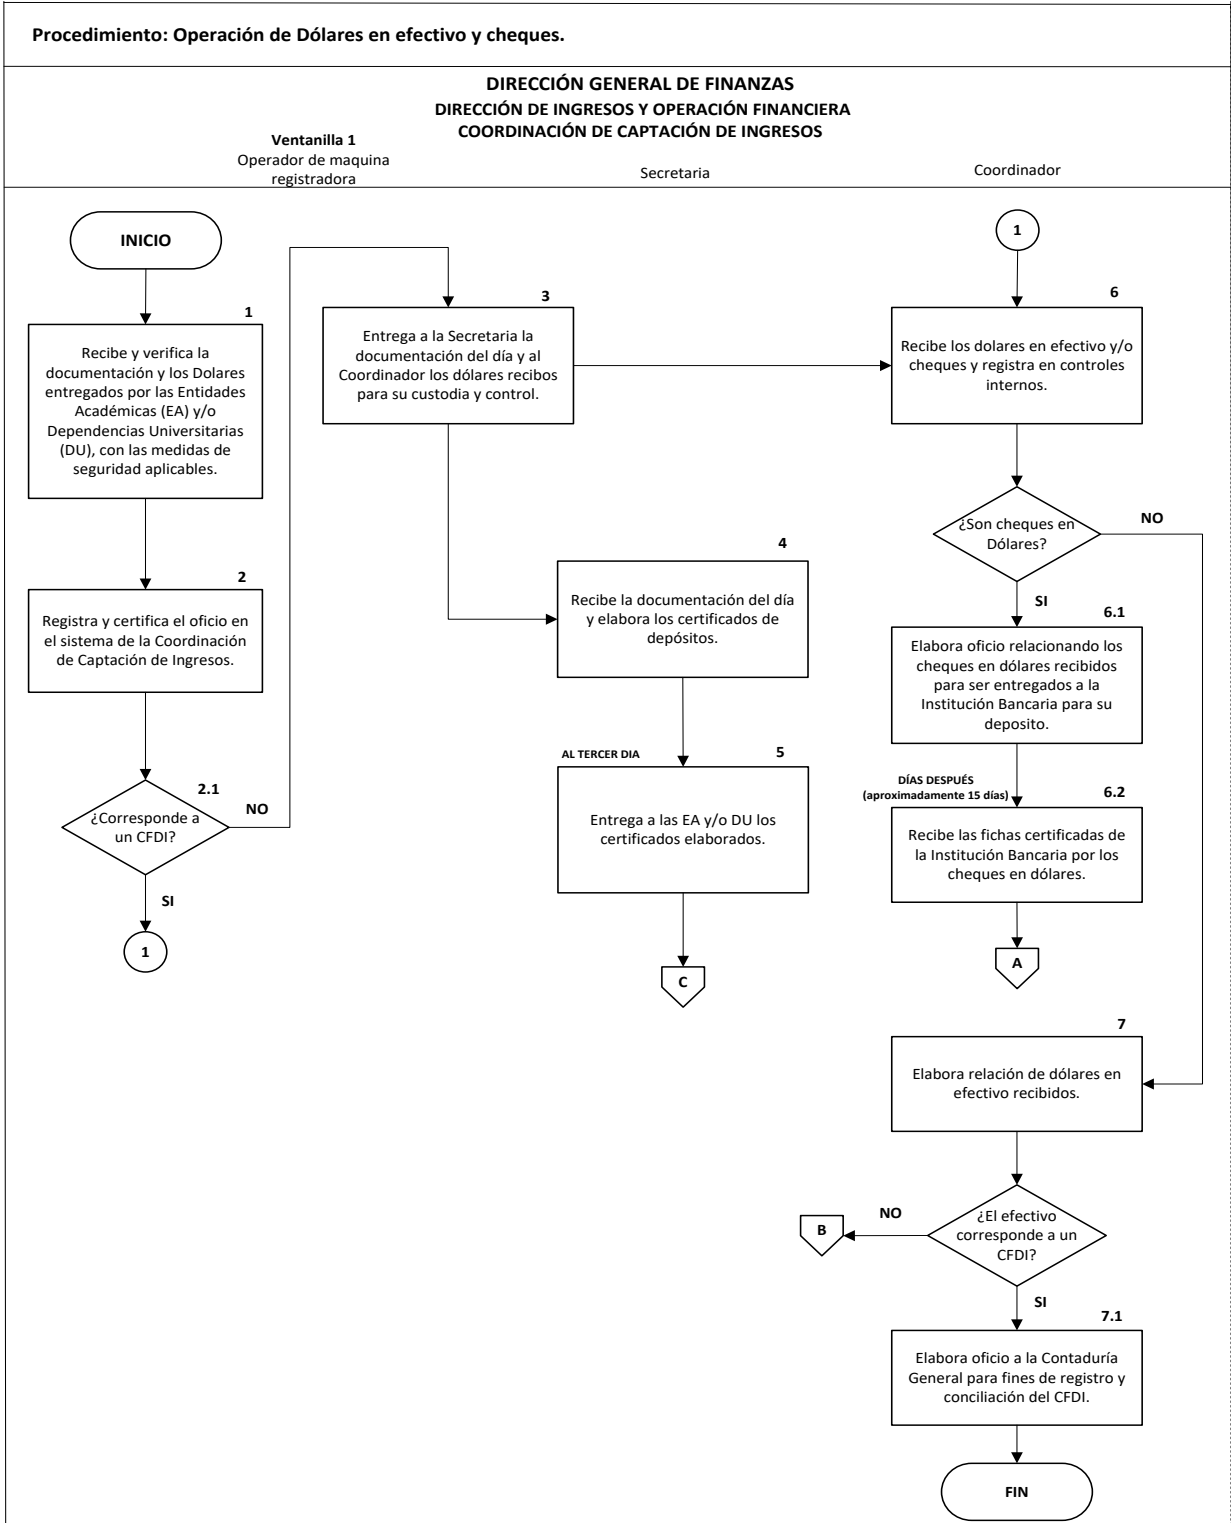 Procedimiento: Operación de Dólares en efectivo y cheques.
DIRECCIÓN GENERAL DE FINANZAS
DIRECCIÓN DE INGRESOS Y OPERACIÓN FINANCIERA
COORDINACIÓN DE CAPTACIÓN DE INGRESOS
Ventanilla 1
Operador de maquina
registradora
Secretaria
Coordinador
INICIO
1
Recibe y verifica la
documentación y los Dolares
entregados por las Entidades
Académicas (EA) y/o
Dependencias Universitarias
(DU), con las medidas de
seguridad aplicables.
2
Registra y certifica el oficio en
el sistema de la Coordinación
de Captación de Ingresos.
2.1
¿Corresponde a
un CFDI?
NO
SI
1
3
Entrega a la Secretaria la
documentación del día y al
Coordinador los dólares recibos
para su custodia y control.
4
Recibe la documentación del día
y elabora los certificados de
depósitos.
AL TERCER DIA
5
Entrega a las EA y/o DU los
certificados elaborados.
C
1
6
Recibe los dolares en efectivo y/o
cheques y registra en controles
internos.
¿Son cheques en
Dólares?
NO
SI
6.1
Elabora oficio relacionando los
cheques en dólares recibidos
para ser entregados a la
Institución Bancaria para su
deposito.
DÍAS DESPUÉS
(aproximadamente 15 días)
6.2
Recibe las fichas certificadas de
la Institución Bancaria por los
cheques en dólares.
A
7
Elabora relación de dólares en
efectivo recibidos.
¿El efectivo
corresponde a un
CFDI?
NO
B
SI
7.1
Elabora oficio a la Contaduría
General para fines de registro y
conciliación del CFDI.
FIN